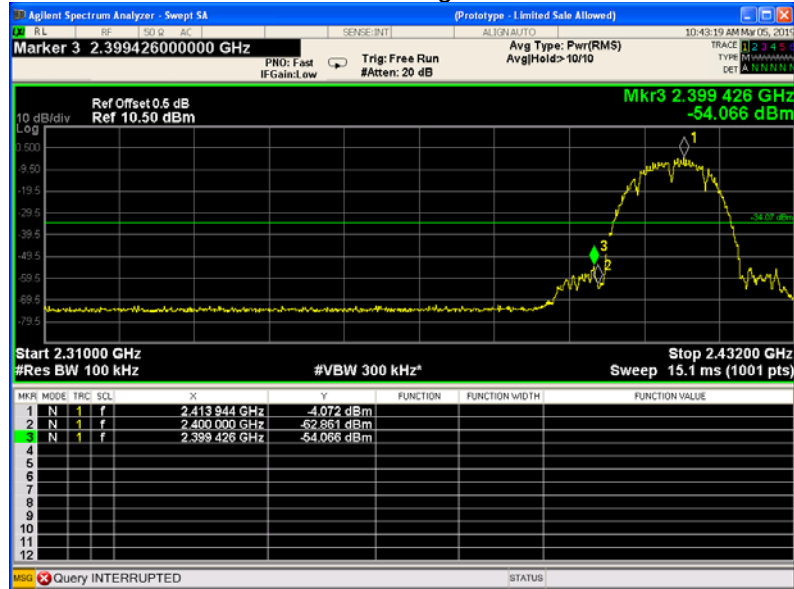 Agilent Spectrum Analyzer - Swept SA (Prototype - Limited Sale Allowed)
RL RF 50 Ω AC SENSE:INT ALIGN AUTO 10:43:19 AM Mar 05, 2019
Marker 3 2.399426000000 GHz
PNO: Fast
IFGain:Low
Trig: Free Run
#Atten: 20 dB
Avg Type: Pwr(RMS)
Avg|Hold:> 10/10
TRACE 1 2 3 4 5 6
TYPE M
DET A N N N N N
Mkr3 2.399 426 GHz
-54.066 dBm
Ref Offset 0.5 dB
10 dB/div Ref 10.50 dBm
Log
0.500
-9.50
-19.5
-29.5
-39.5
-49.5
-59.5
-69.5
-79.5
1
-34.07 dBm
3
2
Start 2.31000 GHz Stop 2.43200 GHz
#Res BW 100 kHz #VBW 300 kHz* Sweep 15.1 ms (1001 pts)
MKR MODE TRC SCL X Y FUNCTION FUNCTION WIDTH FUNCTION VALUE
1 N 1 f 2.413 944 GHz -4.072 dBm
2 N 1 f 2.400 000 GHz -62.861 dBm
3 N 1 f 2.399 426 GHz -54.066 dBm
4
5
6
7
8
9
10
11
12
MSG Query INTERRUPTED STATUS